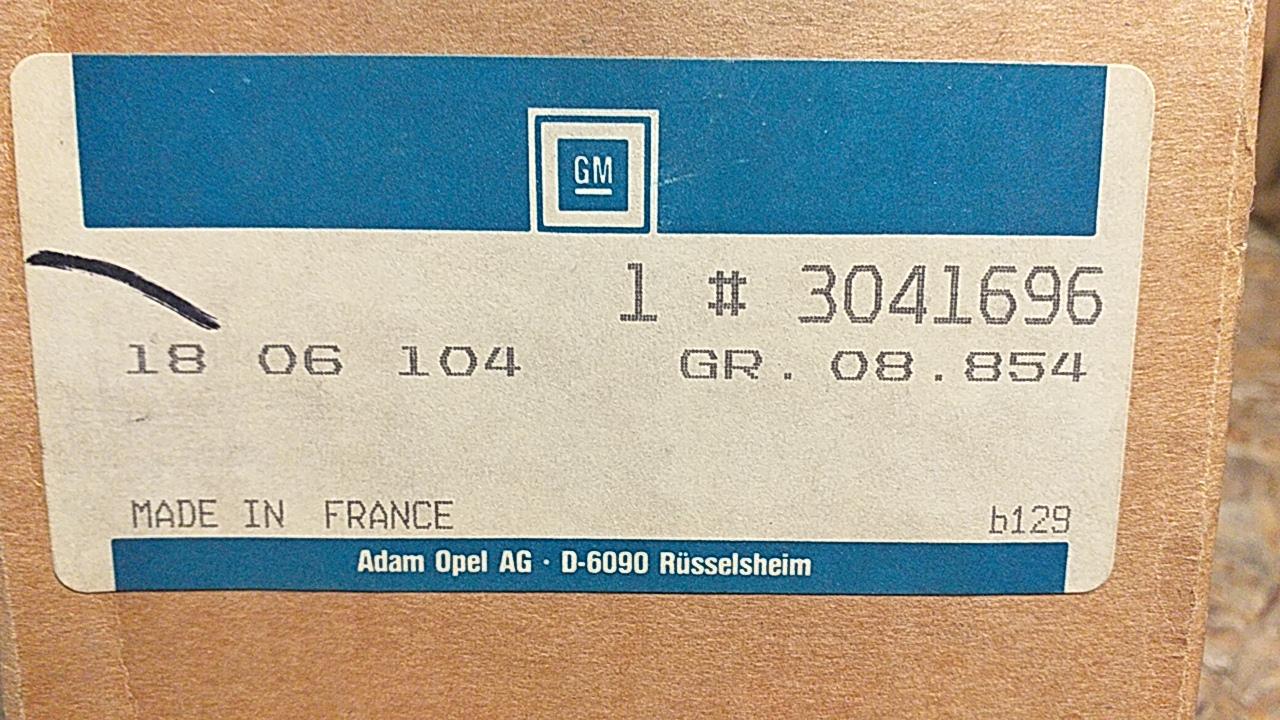 GM
1 # 3041696
18 06 104 GR. 08.854
MADE IN FRANCE b129
Adam Opel AG · D-6090 Rüsselsheim